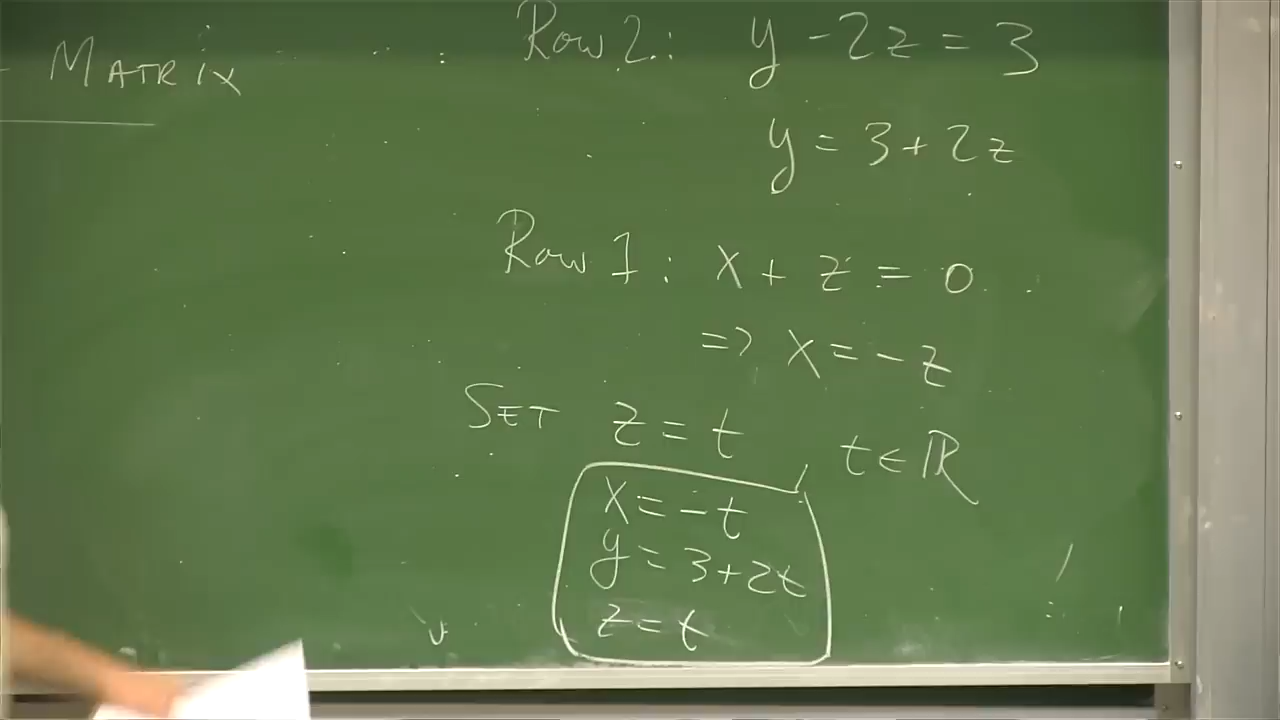 - MATRIX
Row 2: y - 2z = 3
y = 3 + 2z
Row 1: x + z = 0
=> x = - z
SET z = t, t ∈ ℝ
x = - t
y = 3 + 2t
z = t